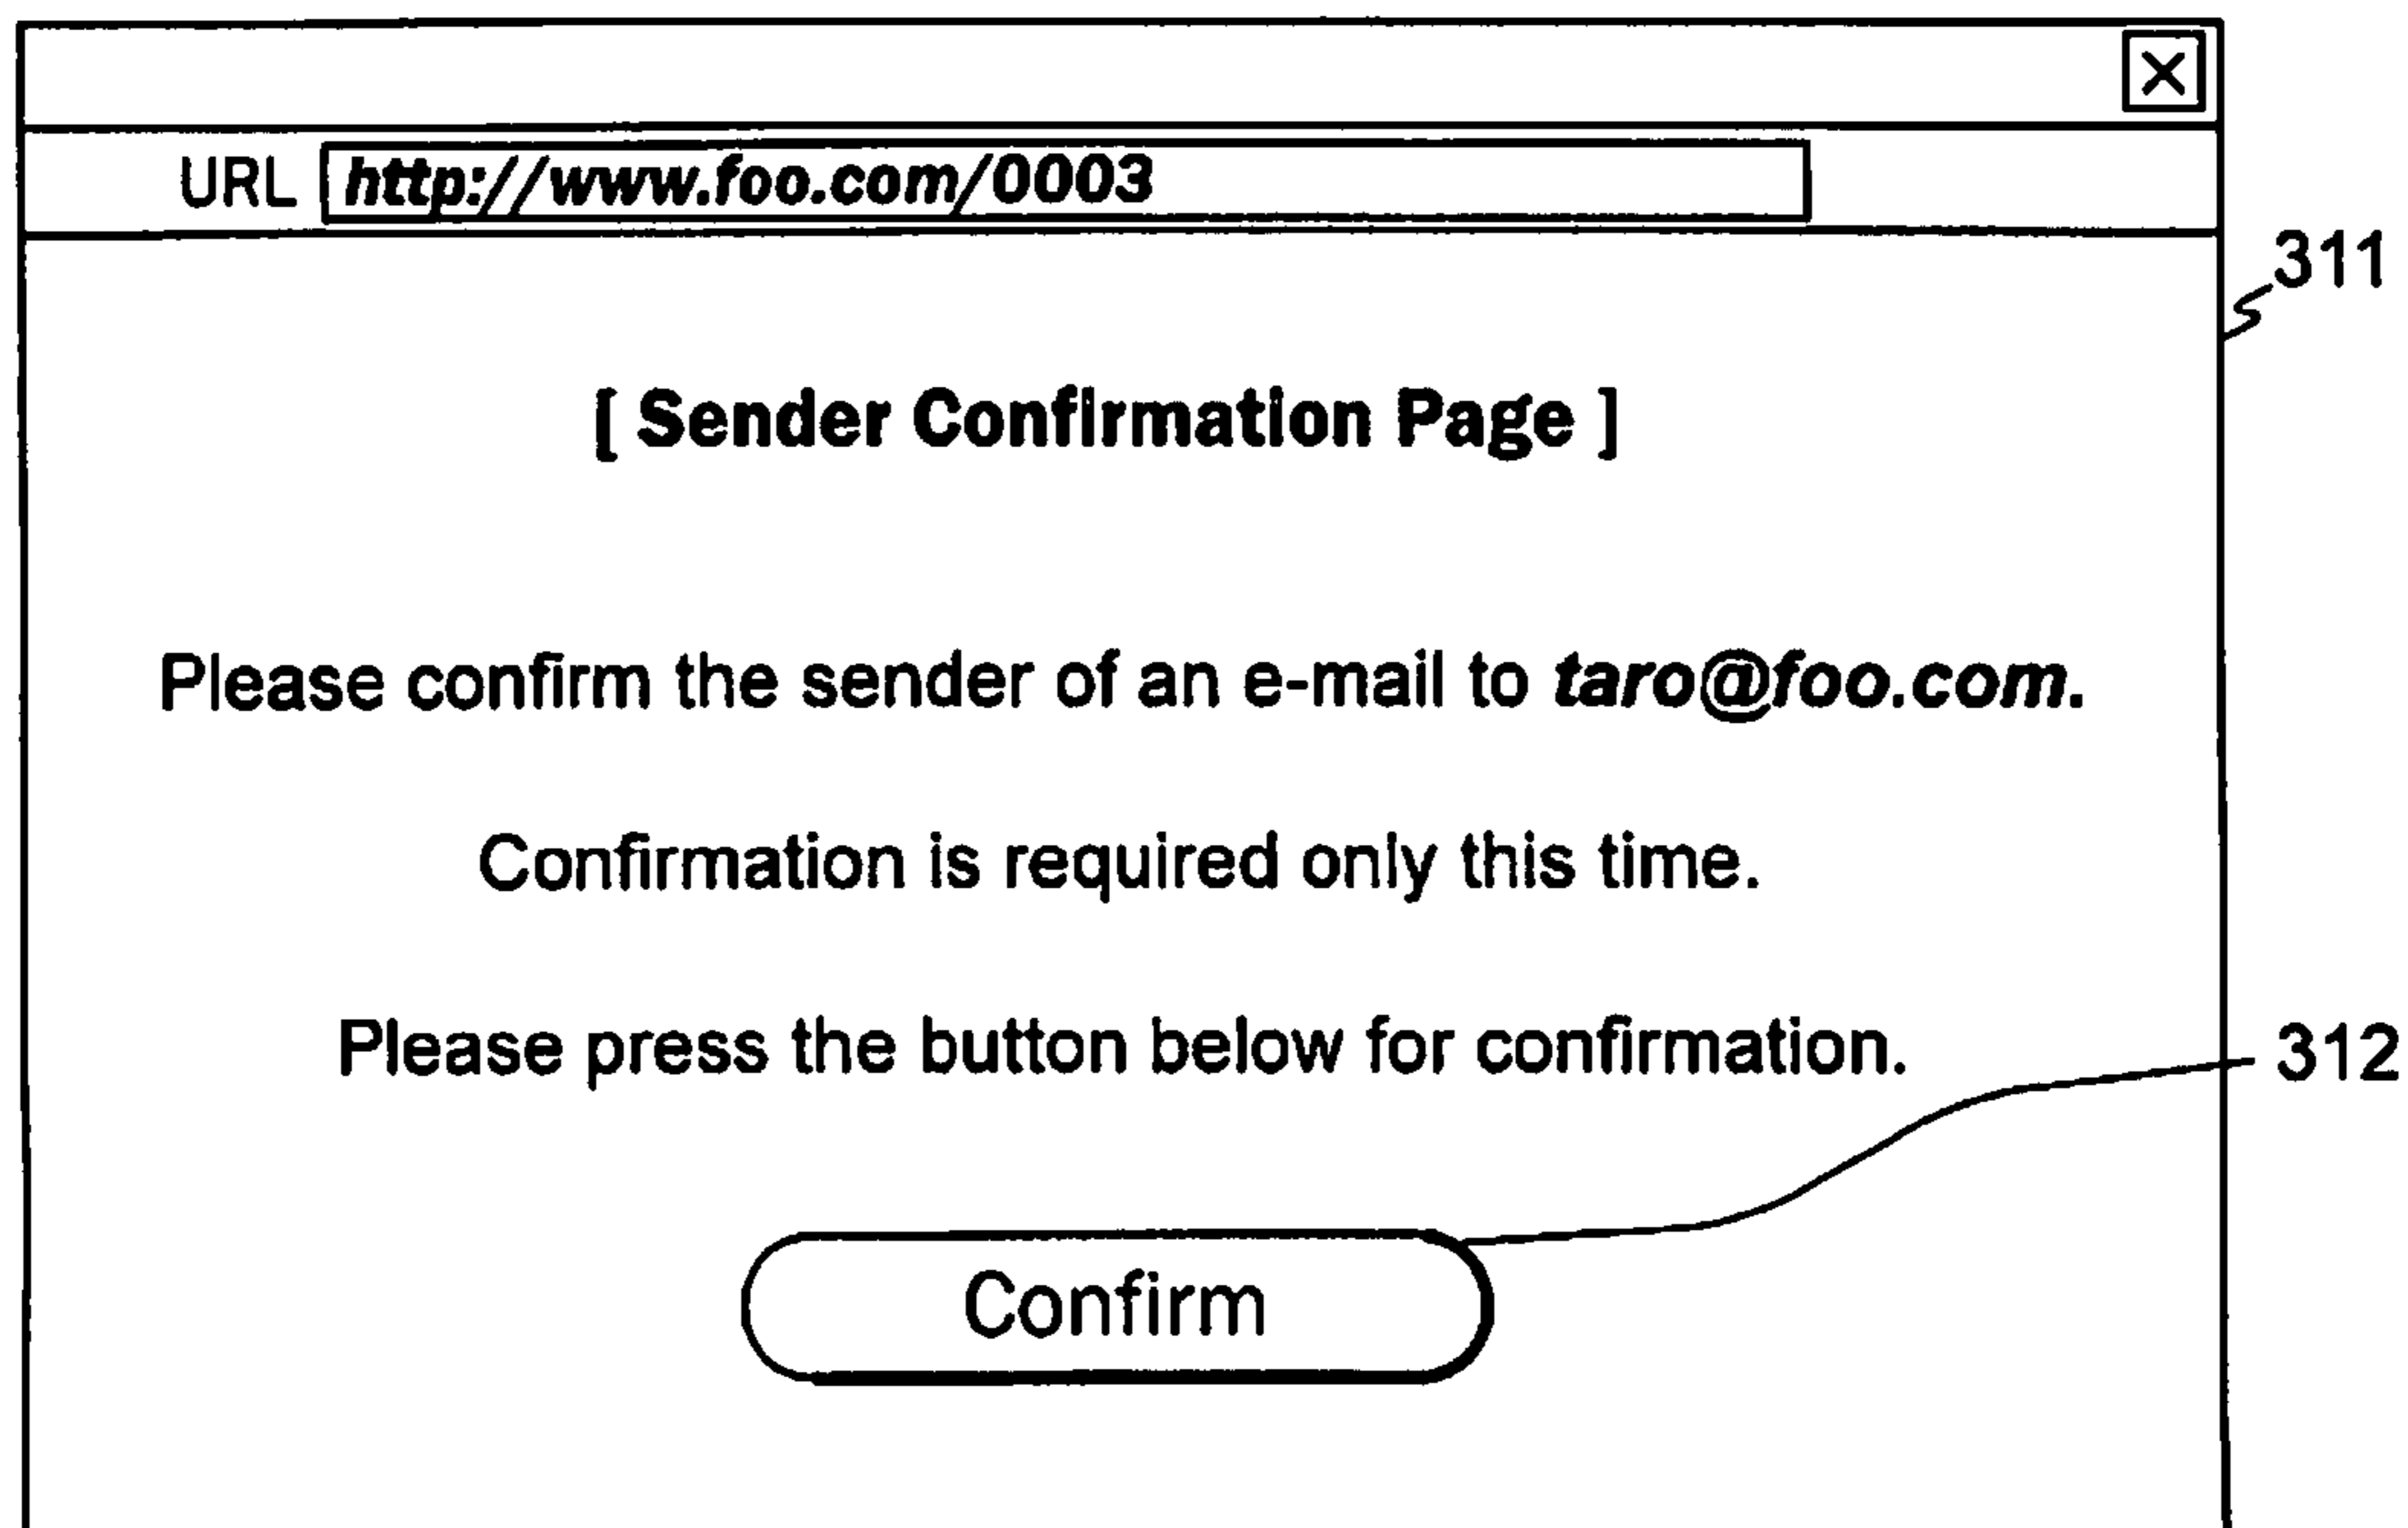 X
URL http://www.foo.com/0003
311
[ Sender Confirmation Page ]
Please confirm the sender of an e-mail to taro@foo.com.
Confirmation is required only this time.
Please press the button below for confirmation.
312
Confirm